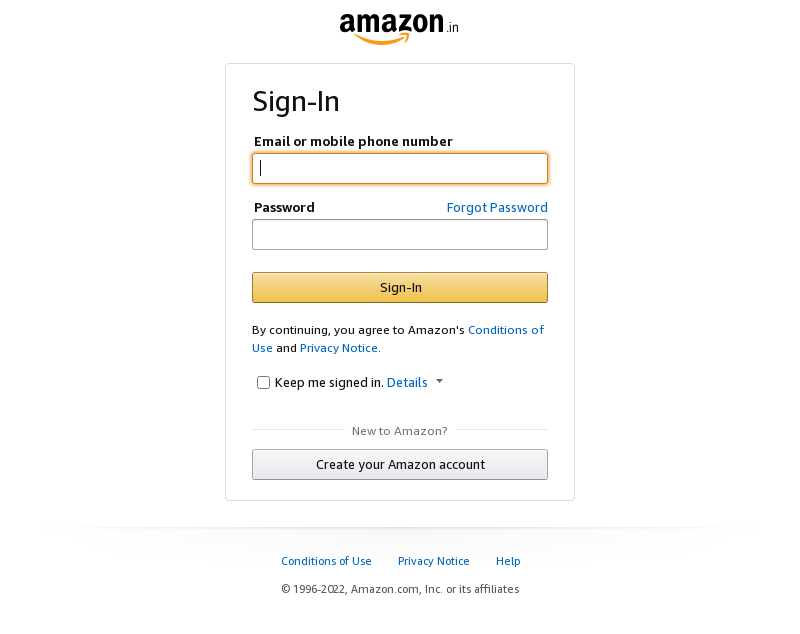 amazon.in
Sign-In
Email or mobile phone number
Password Forgot Password
Sign-In
By continuing, you agree to Amazon's Conditions of
Use and Privacy Notice.
Keep me signed in. Details
New to Amazon?
Create your Amazon account
Conditions of Use Privacy Notice Help
© 1996-2022, Amazon.com, Inc. or its affiliates